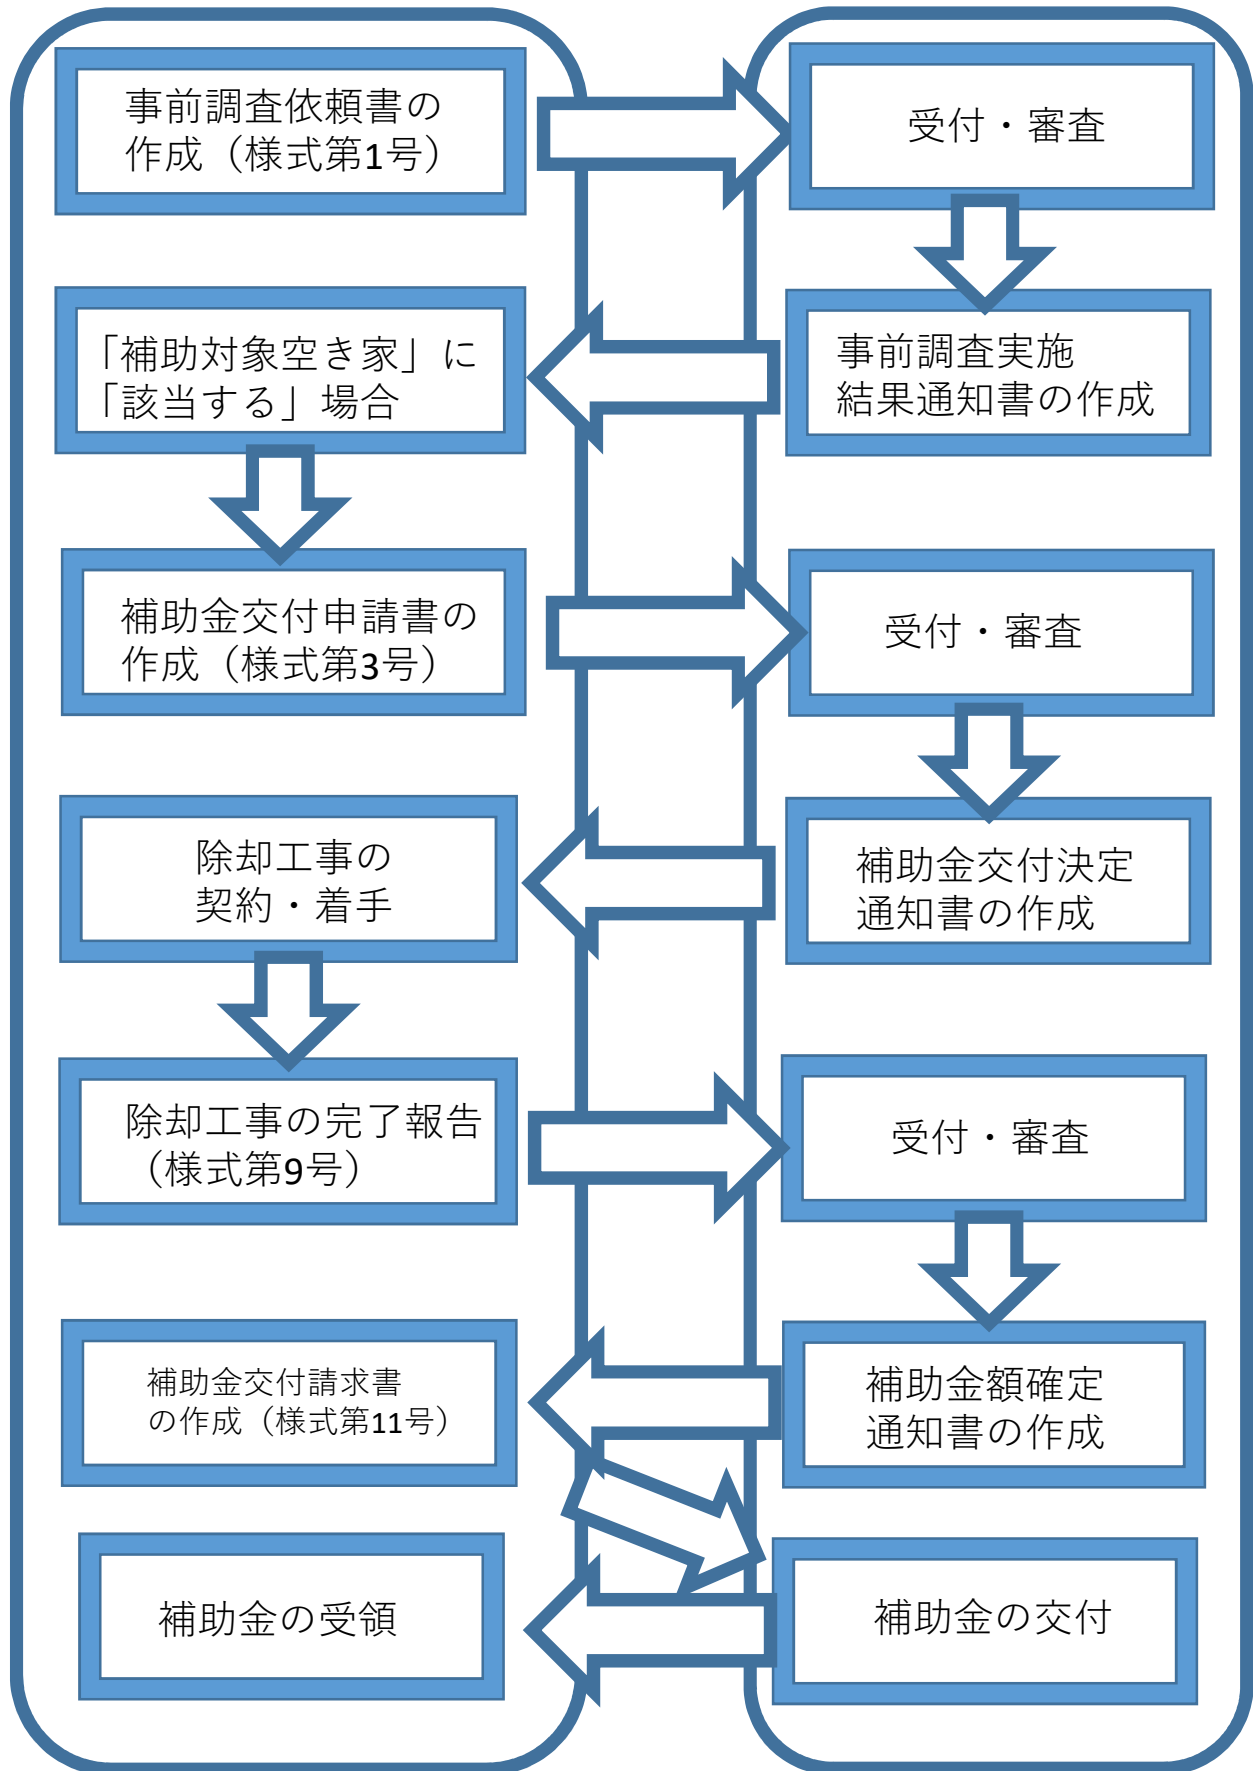 事前調査依頼書の
作成（様式第1号）
受付・審査
事前調査実施
結果通知書の作成
「補助対象空き家」に
「該当する」場合
補助金交付申請書の
作成（様式第3号）
受付・審査
補助金交付決定
通知書の作成
除却工事の
契約・着手
除却工事の完了報告
（様式第9号）
受付・審査
補助金額確定
通知書の作成
補助金交付請求書
の作成（様式第11号）
補助金の交付
補助金の受領